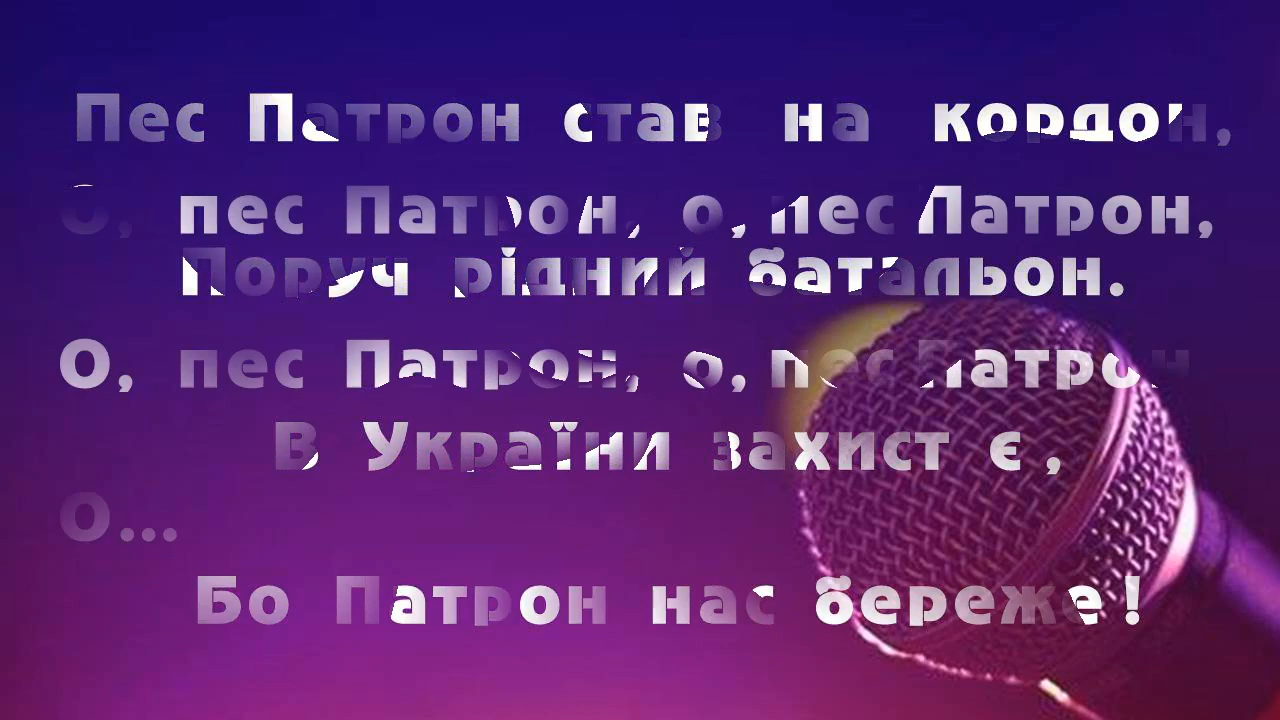 Пес Патрон став на кордон,
О, пес Патрон, о, пес Патрон,
Поруч рідний батальон.
О, пес Патрон, о, пес Патрон
В Україні захист є ,
О...
Бо Патрон нас береже !